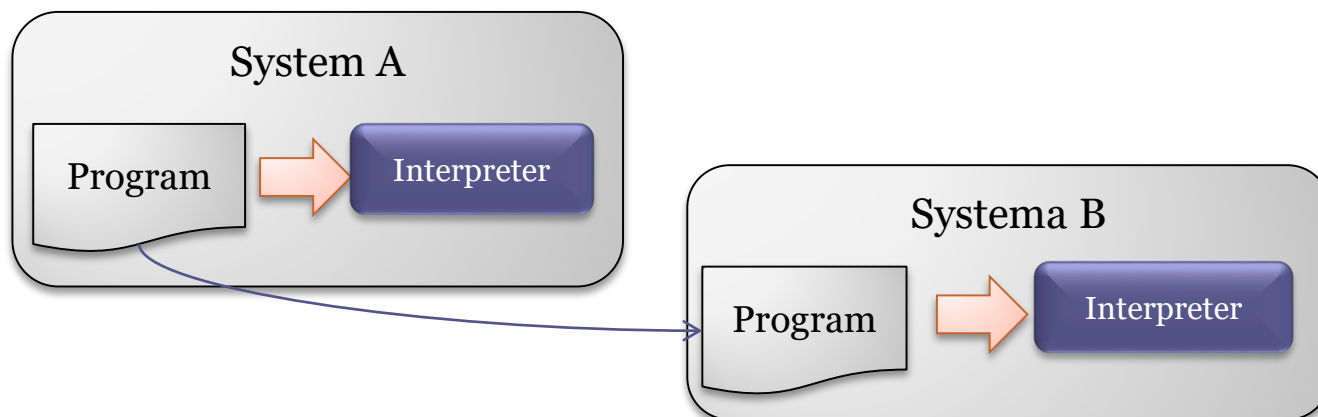 System A
Program
Interpreter
Systema B
Program
Interpreter